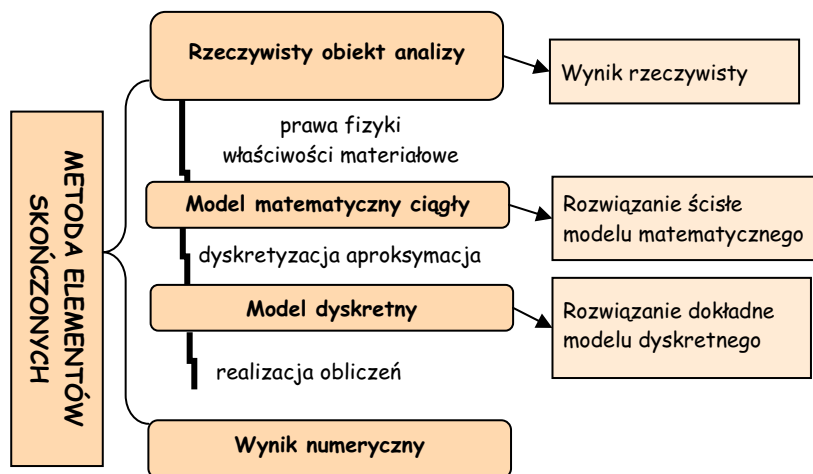 METODA ELEMENTÓW
SKOŃCZONYCH
Rzeczywisty obiekt analizy
Wynik rzeczywisty
prawa fizyki
właściwości materiałowe
Model matematyczny ciągły
Rozwiązanie ścisłe
modelu matematycznego
dyskretyzacja aproksymacja
Model dyskretny
Rozwiązanie dokładne
modelu dyskretnego
realizacja obliczeń
Wynik numeryczny